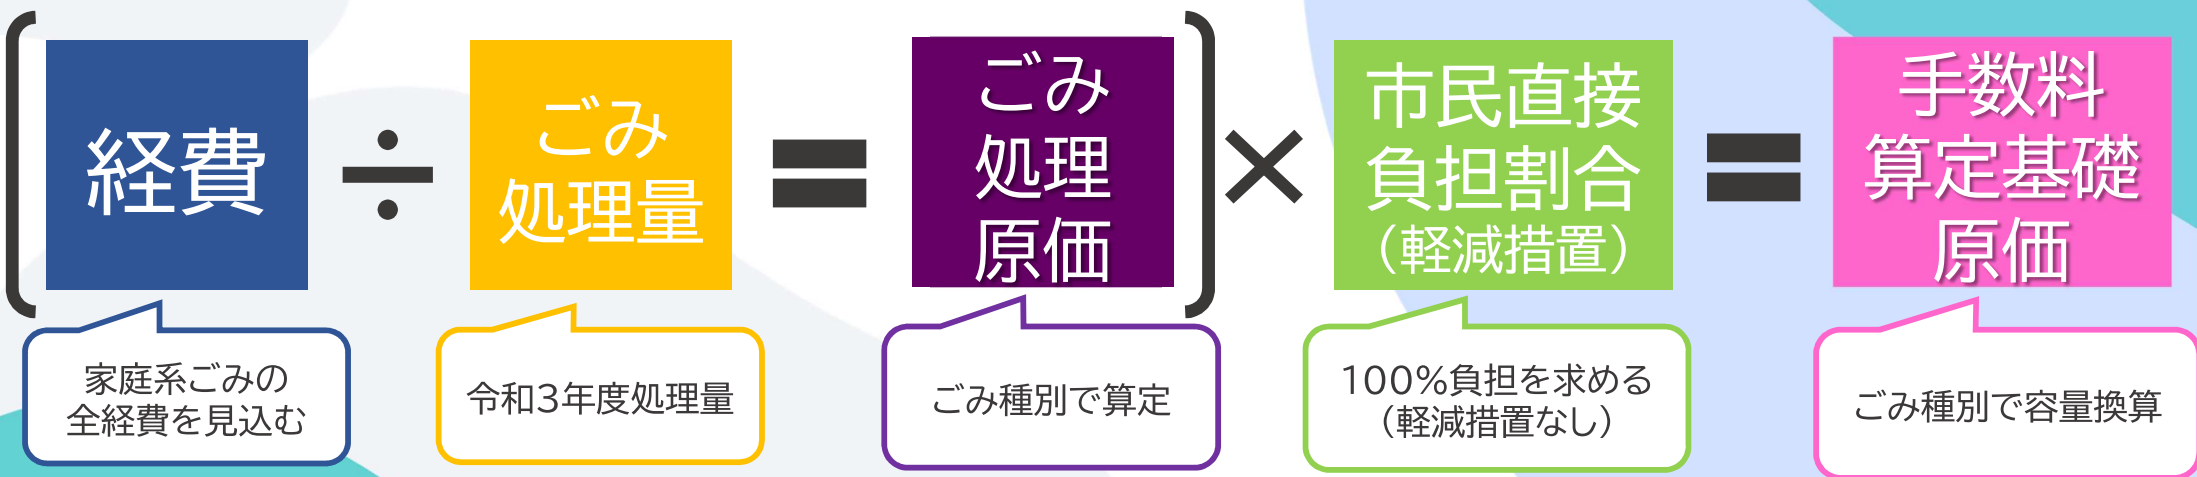 経費
÷
ごみ
処理量
=
ごみ
処理
原価
×
市民直接
負担割合
（軽減措置）
=
手数料
算定基礎
原価
家庭系ごみの
全経費を見込む
令和3年度処理量
ごみ種別で算定
100%負担を求める
（軽減措置なし）
ごみ種別で容量換算